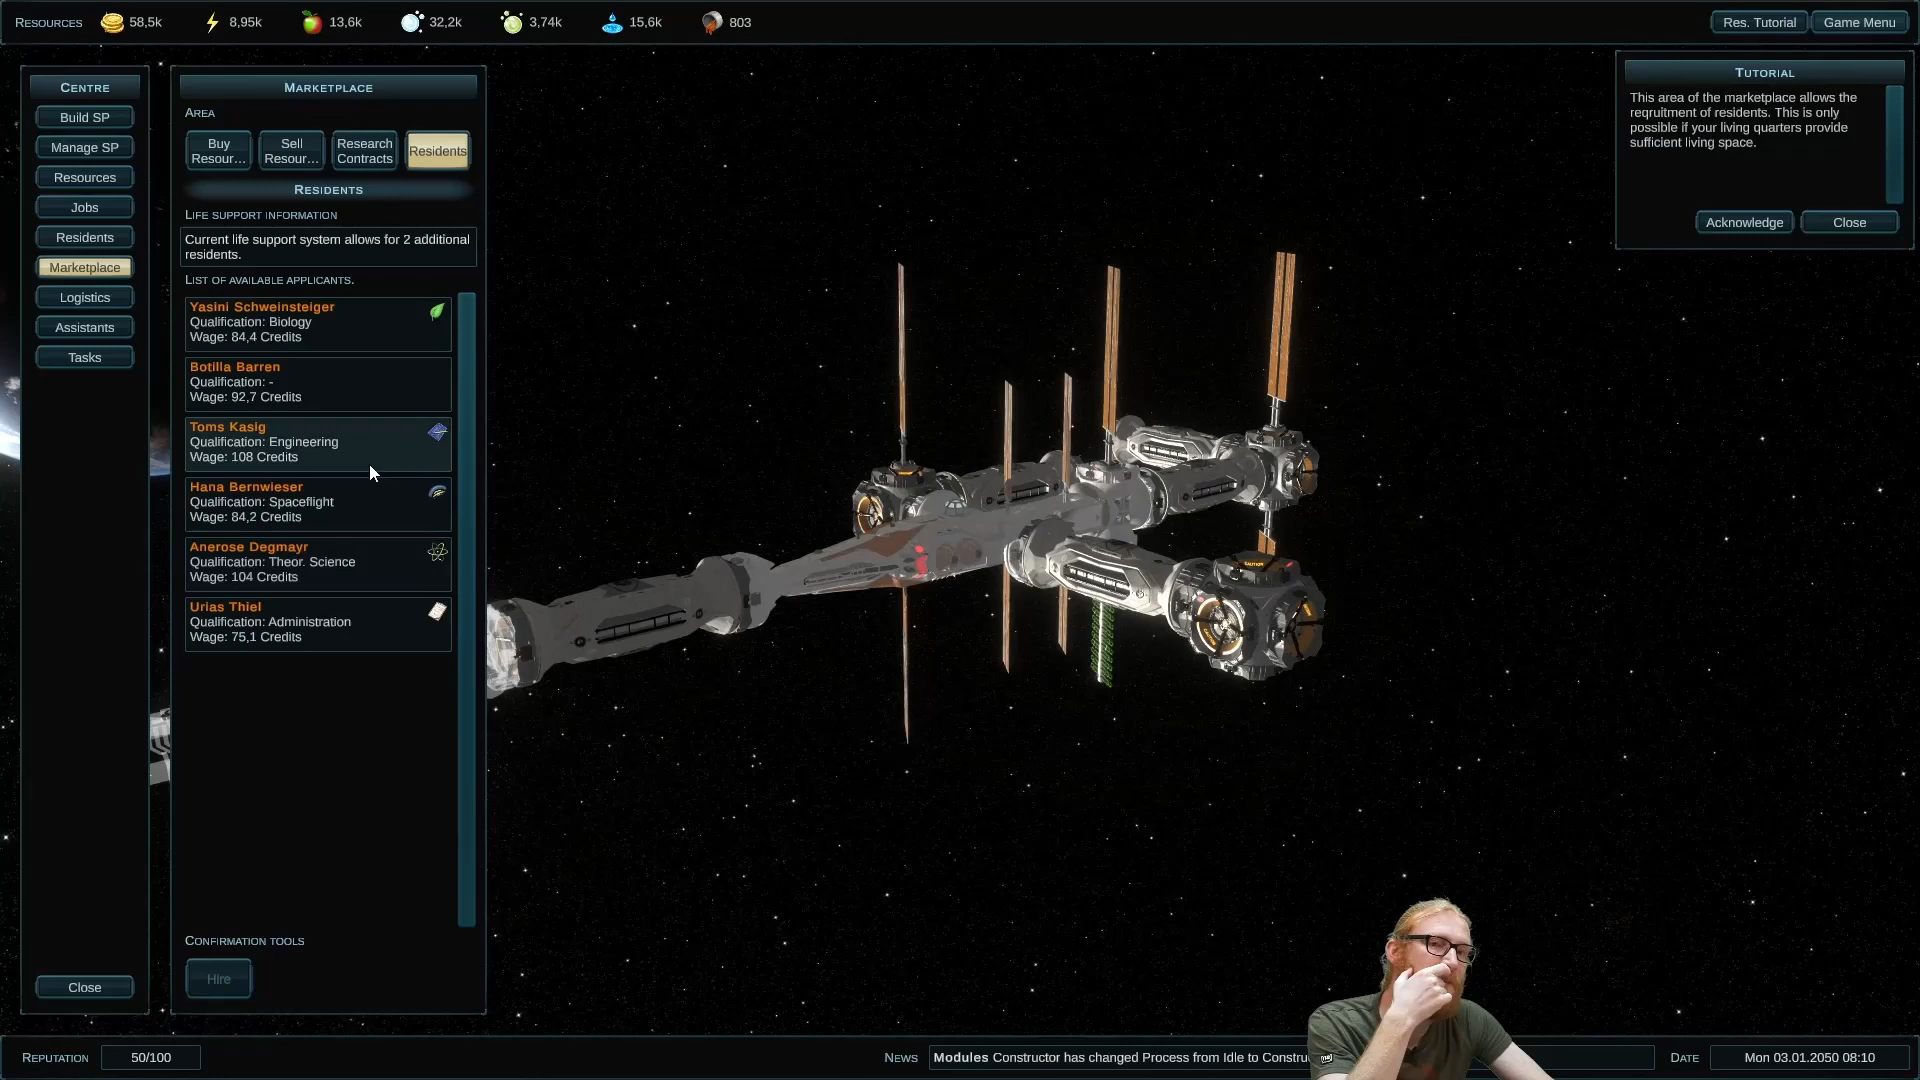 RESOURCES 58,5k 8,95k 13,6k 32,2k 3,74k 15,6k 803
Res. Tutorial
Game Menu
CENTRE
Build SP
Manage SP
Resources
Jobs
Residents
Marketplace
Logistics
Assistants
Tasks
Close
MARKETPLACE
AREA
Buy
Resour...
Sell
Resour...
Research
Contracts
Residents
RESIDENTS
LIFE SUPPORT INFORMATION
Current life support system allows for 2 additional
residents.
LIST OF AVAILABLE APPLICANTS.
Yasini Schweinsteiger
Qualification: Biology
Wage: 84,4 Credits
Botilla Barren
Qualification: -
Wage: 92,7 Credits
Toms Kasig
Qualification: Engineering
Wage: 108 Credits
Hana Bernwieser
Qualification: Spaceflight
Wage: 84,2 Credits
Anerose Degmayr
Qualification: Theor. Science
Wage: 104 Credits
Urias Thiel
Qualification: Administration
Wage: 75,1 Credits
CONFIRMATION TOOLS
Hire
TUTORIAL
This area of the marketplace allows the
reqruitment of residents. This is only
possible if your living quarters provide
sufficient living space.
Acknowledge
Close
CAUTION
REPUTATION 50/100
NEWS Modules Constructor has changed Process from Idle to Constru
DATE Mon 03.01.2050 08:10